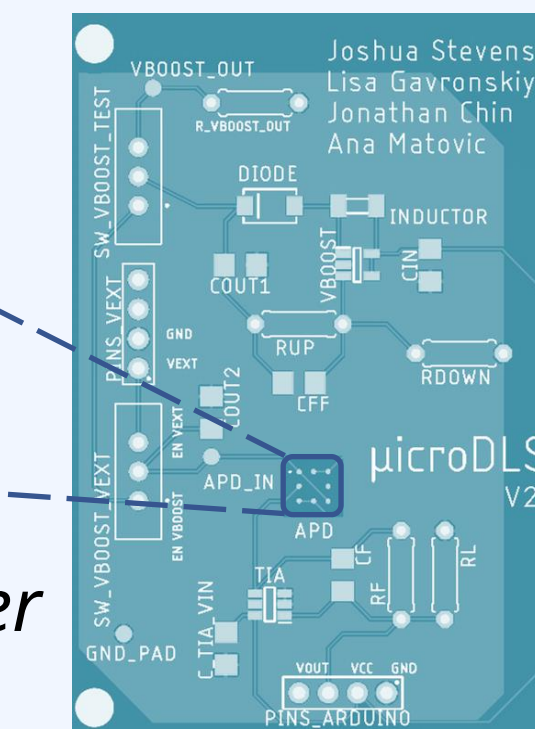 Joshua Stevens
Lisa Gavronskiy
Jonathan Chin
Ana Matovic
VBOOST_OUT
R_VBOOST_OUT
SW_VBOOST_TEST
DIODE
INDUCTOR
VBOOST
CIN
COUT1
PINS_VEXT
GND
VEXT
RUP
RDOWN
CFF
COUT2
EN VEXT
APD_IN
SW_VBOOST_VEXT
EN VBOOST
µicroDLS
V2
APD
CF
RL
TIA
RF
C_TIA_VIN
er
GND_PAD
VOUT VCC GND
PINS_ARDUINO